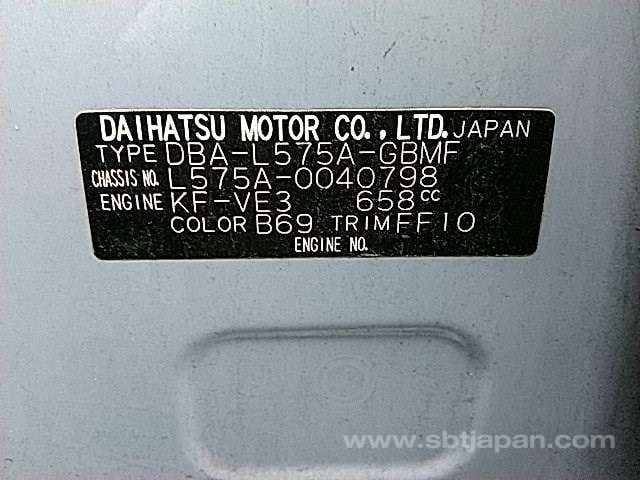 DAIHATSU MOTOR CO., LTD. JAPAN
TYPE DBA-L575A-GBMF
CHASSIS NO. L575A-0040798
ENGINE KF-VE3 658cc
COLOR B69 TRIM FF10
ENGINE NO.
www.sbtjapan.com